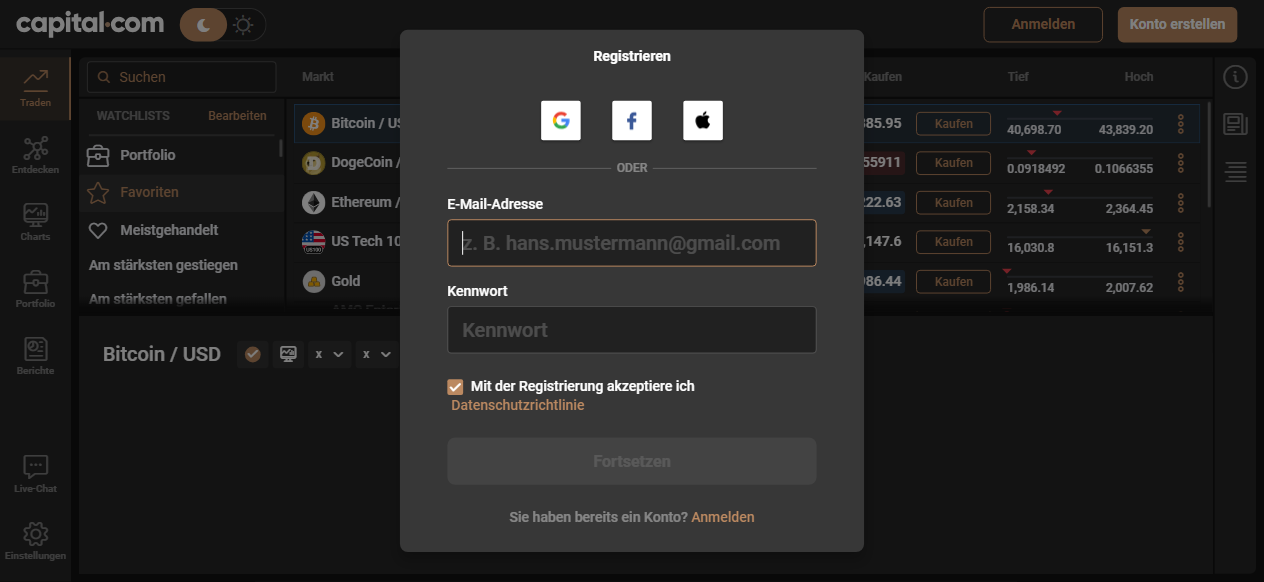 capital.com
Anmelden
Konto erstellen
Registrieren
ODER
E-Mail-Adresse
z. B. hans.mustermann@gmail.com
Kennwort
Kennwort
Mit der Registrierung akzeptiere ich
Datenschutzrichtlinie
Fortsetzen
Sie haben bereits ein Konto? Anmelden
Traden
Entdecken
Charts
Portfolio
Berichte
Live-Chat
Einstellungen
Suchen
WATCHLISTS Bearbeiten
Portfolio
Favoriten
Meistgehandelt
Am stärksten gestiegen
Am stärksten gefallen
Markt Kaufen Tief Hoch
Bitcoin / US 385.95 Kaufen 40,698.70 43,839.20
DogeCoin / 55911 Kaufen 0.0918492 0.1066355
Ethereum / 222.63 Kaufen 2,158.34 2,364.45
US100 US Tech 10 ,147.6 Kaufen 16,030.8 16,151.3
Gold 86.44 Kaufen 1,986.14 2,007.62
Bitcoin / USD x x